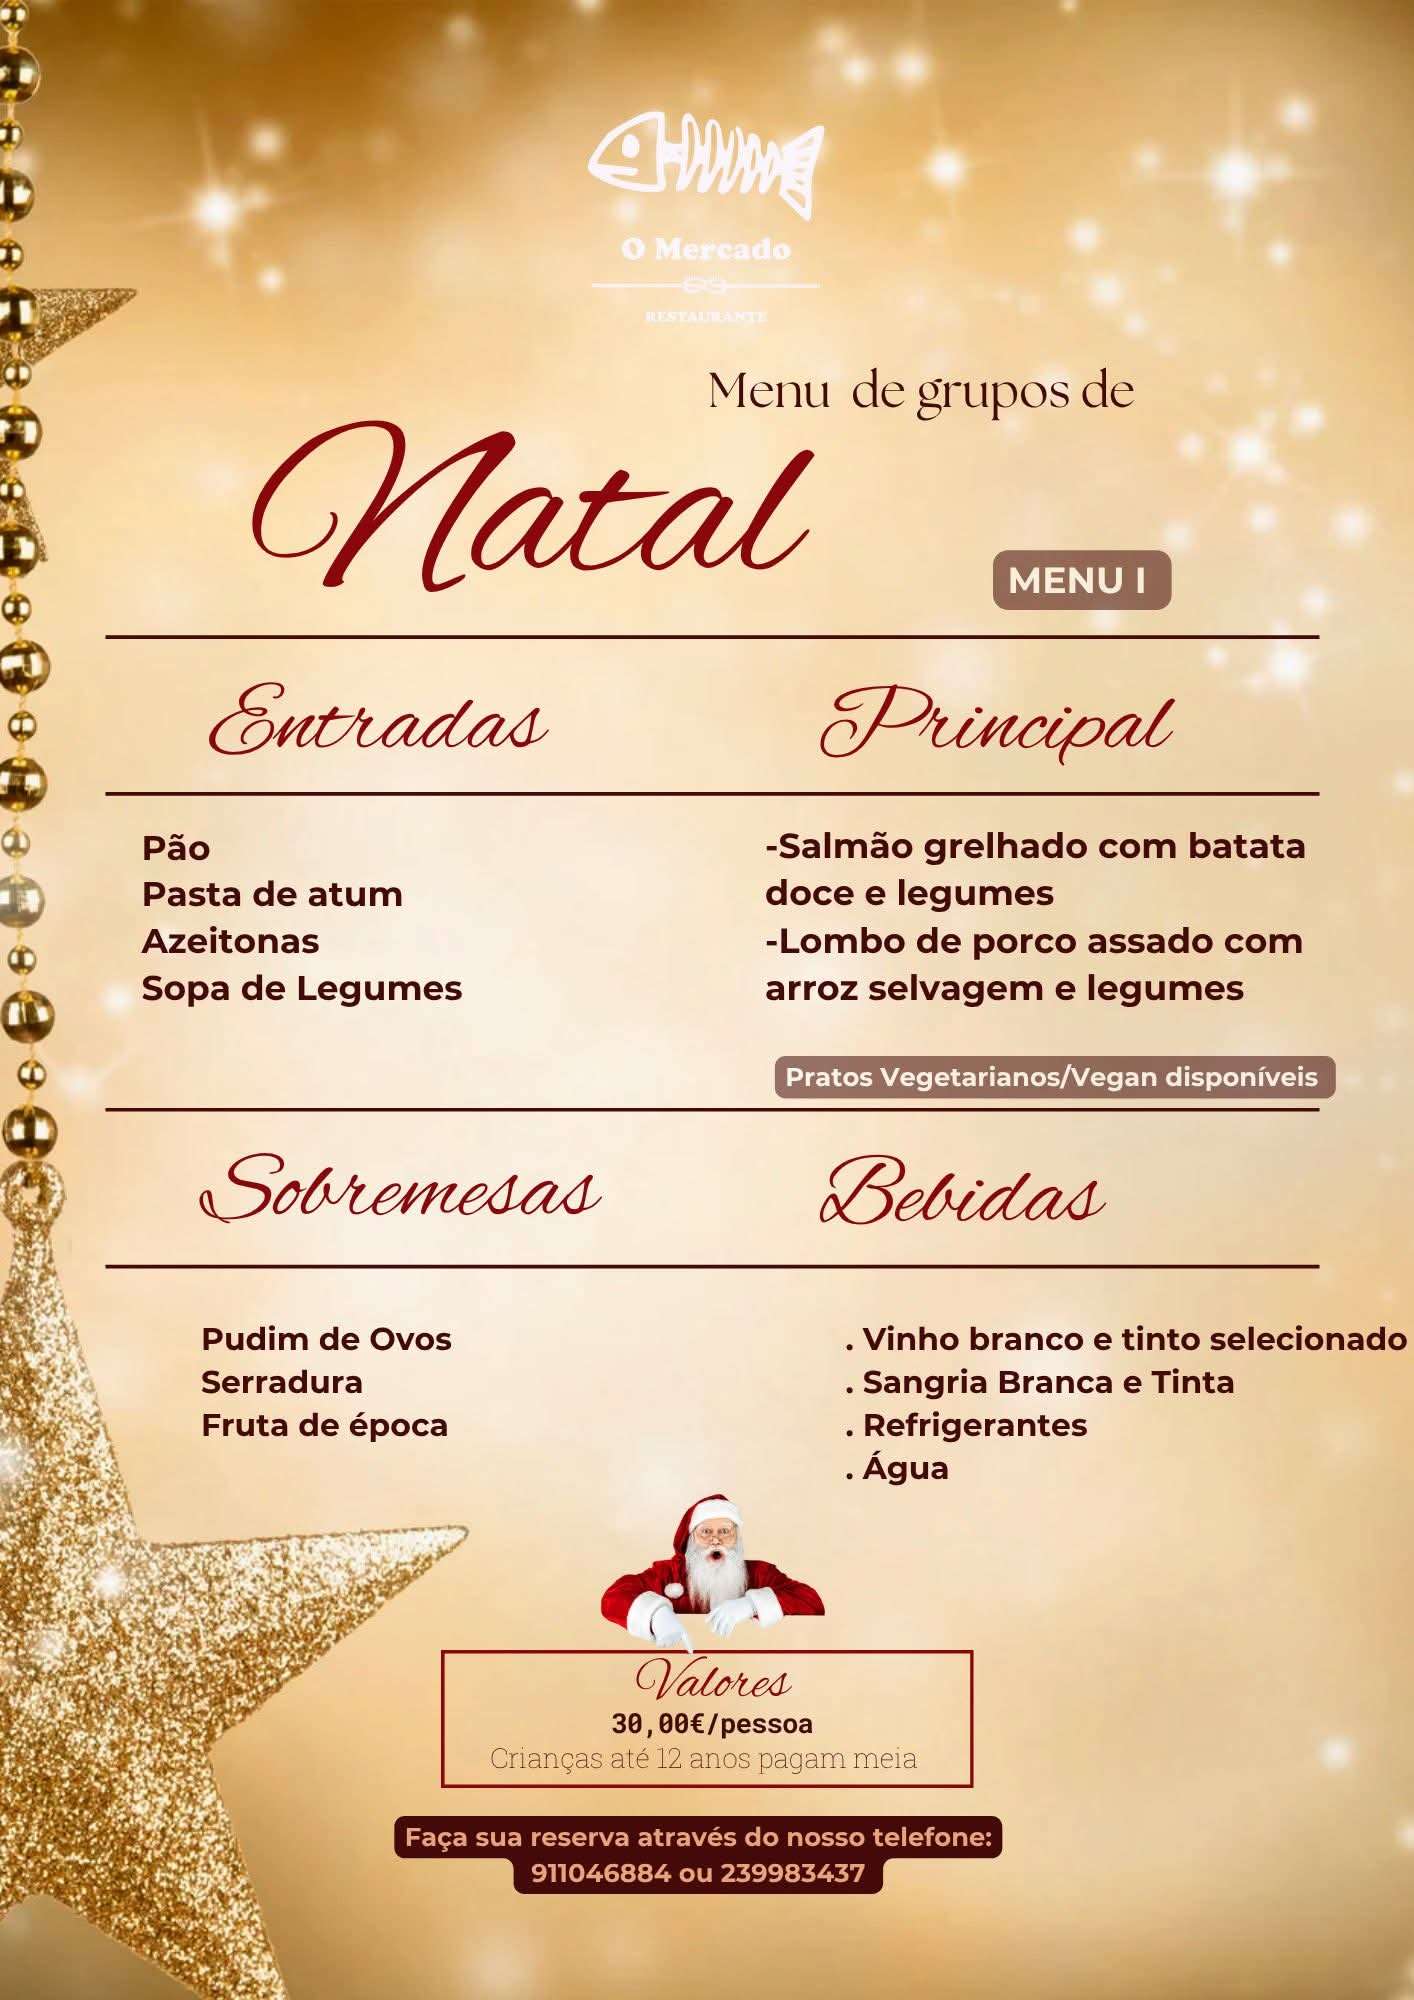 O Mercado
RESTAURANTE
Menu de grupos de
Natal
MENU I
Entradas
Pão
Pasta de atum
Azeitonas
Sopa de Legumes
Principal
-Salmão grelhado com batata
doce e legumes
-Lombo de porco assado com
arroz selvagem e legumes
Pratos Vegetarianos/Vegan disponíveis
Sobremesas
Pudim de Ovos
Serradura
Fruta de época
Bebidas
. Vinho branco e tinto selecionado
. Sangria Branca e Tinta
. Refrigerantes
. Água
Valores
30,00€/pessoa
Crianças até 12 anos pagam meia
Faça sua reserva através do nosso telefone:
911046884 ou 239983437